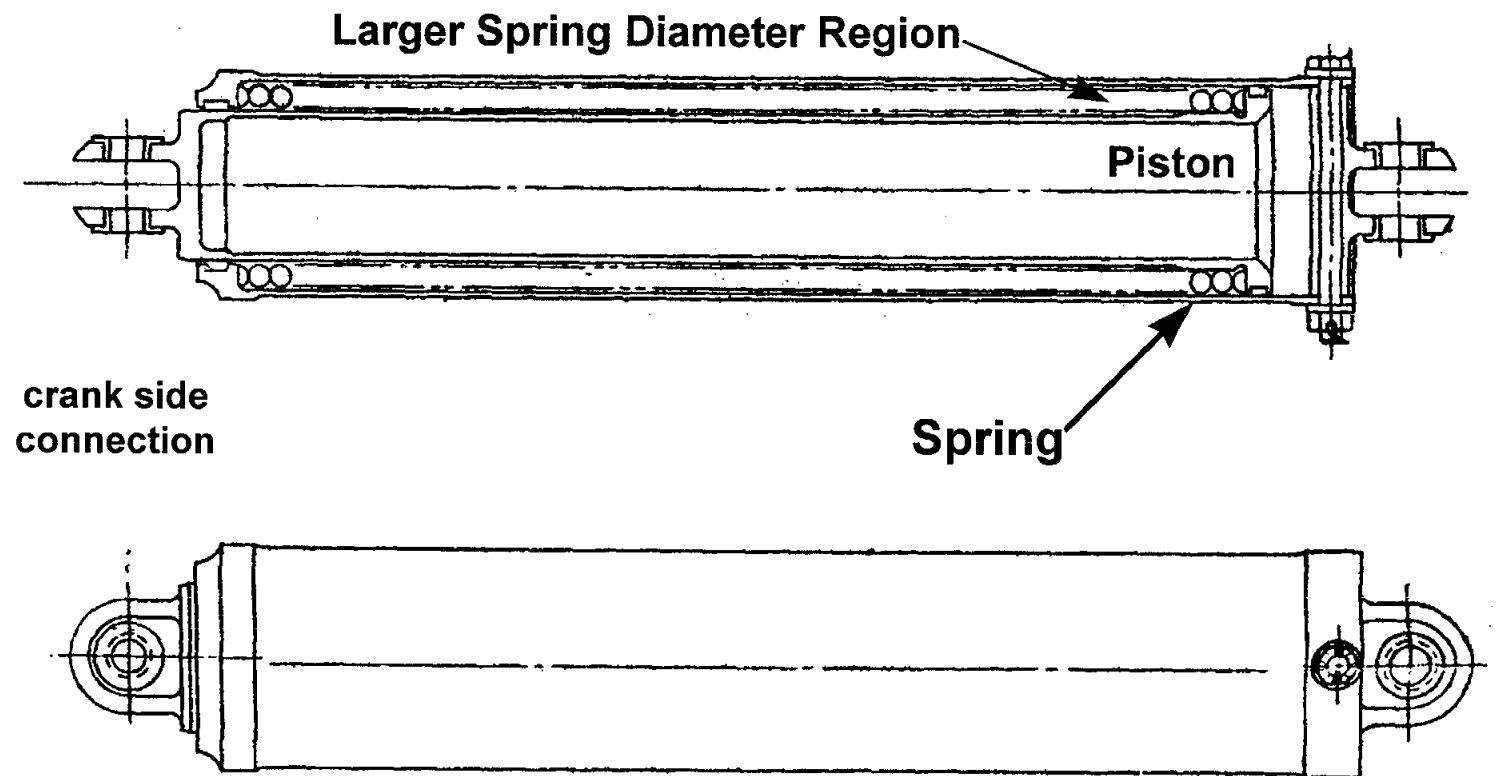 Larger Spring Diameter Region
Piston
crank side
connection
Spring